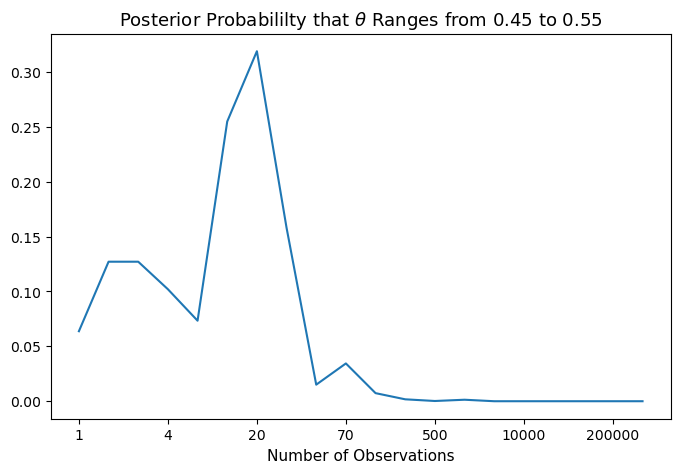 Posterior Probabililty that θ Ranges from 0.45 to 0.55
0.30
0.25
0.20
0.15
0.10
0.05
0.00
1 4 20 70 500 10000 200000
Number of Observations